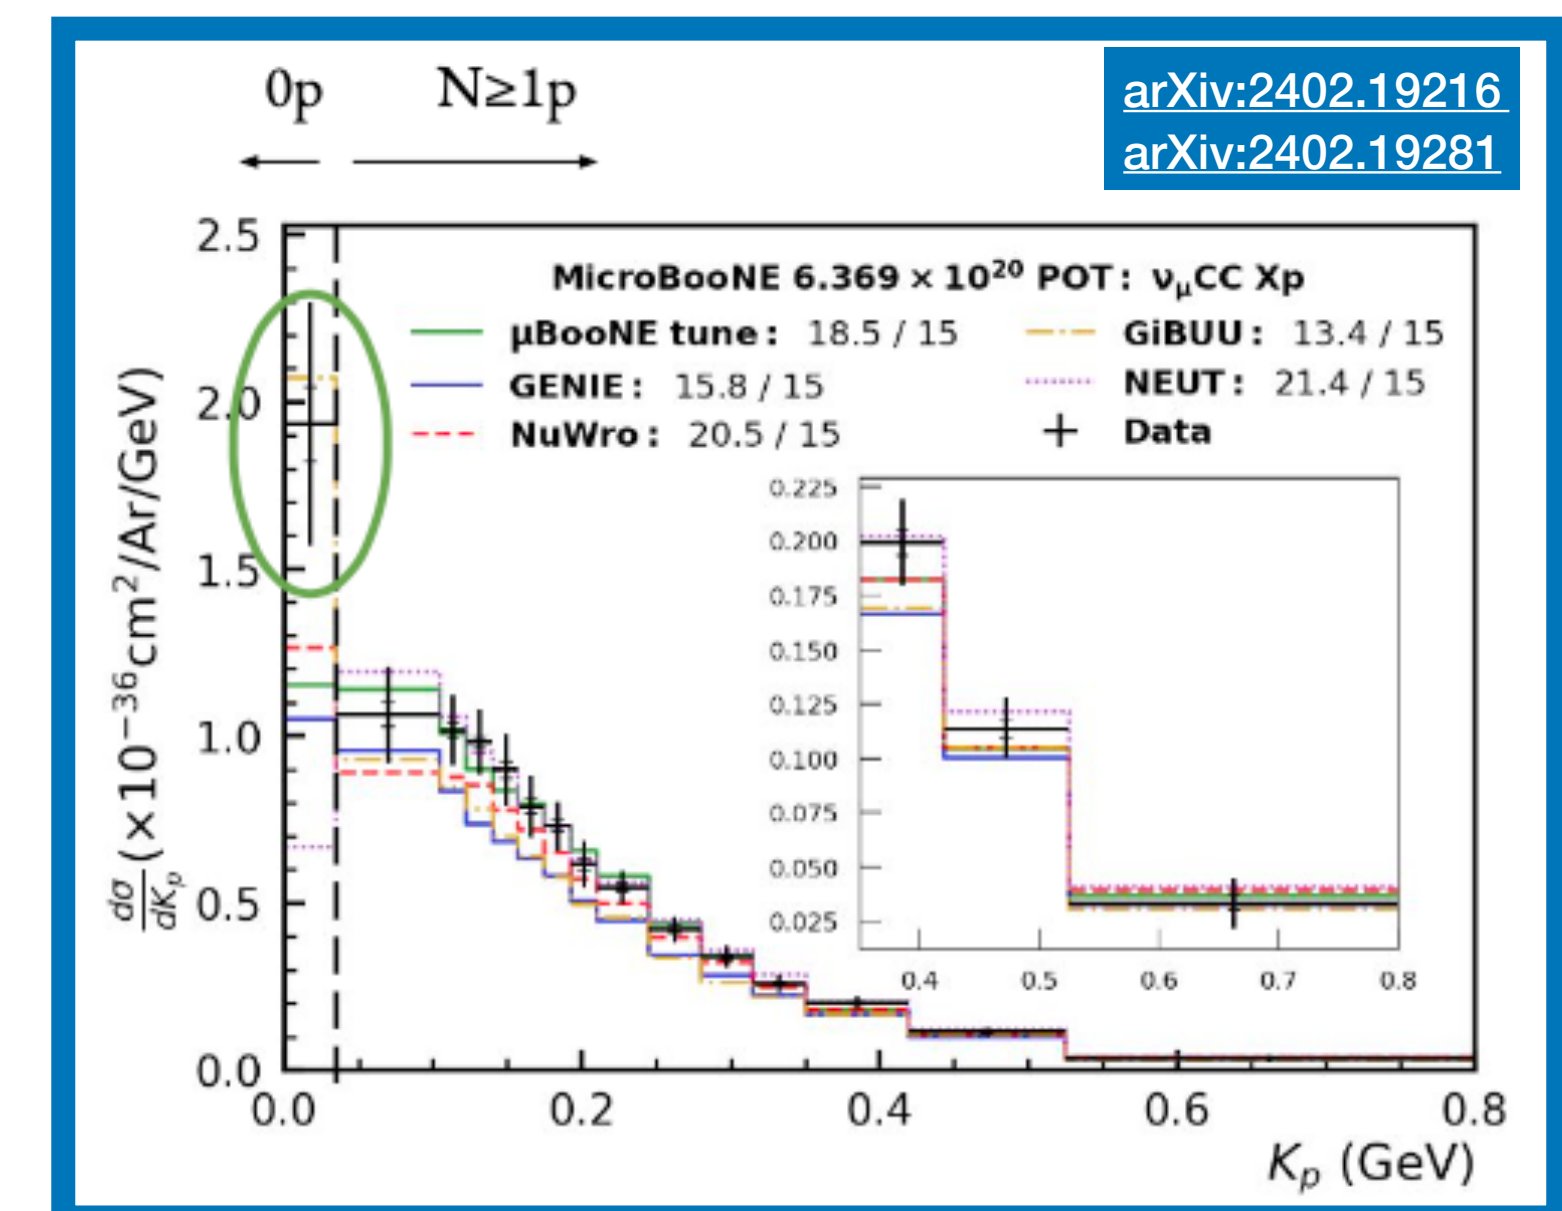 0p N≥1p
arXiv:2402.19216
arXiv:2402.19281
MicroBooNE 6.369 × 10²⁰ POT: νμCC Xp
μBooNE tune: 18.5 / 15
GENIE: 15.8 / 15
NuWro: 20.5 / 15
GiBUU: 13.4 / 15
NEUT: 21.4 / 15
Data
dσ/dKₚ (×10⁻³⁶cm²/Ar/GeV)
2.5
2.0
1.5
1.0
0.5
0.0
0.0 0.2 0.4 0.6 0.8
Kₚ (GeV)
0.225
0.200
0.175
0.150
0.125
0.100
0.075
0.050
0.025
0.4 0.5 0.6 0.7 0.8